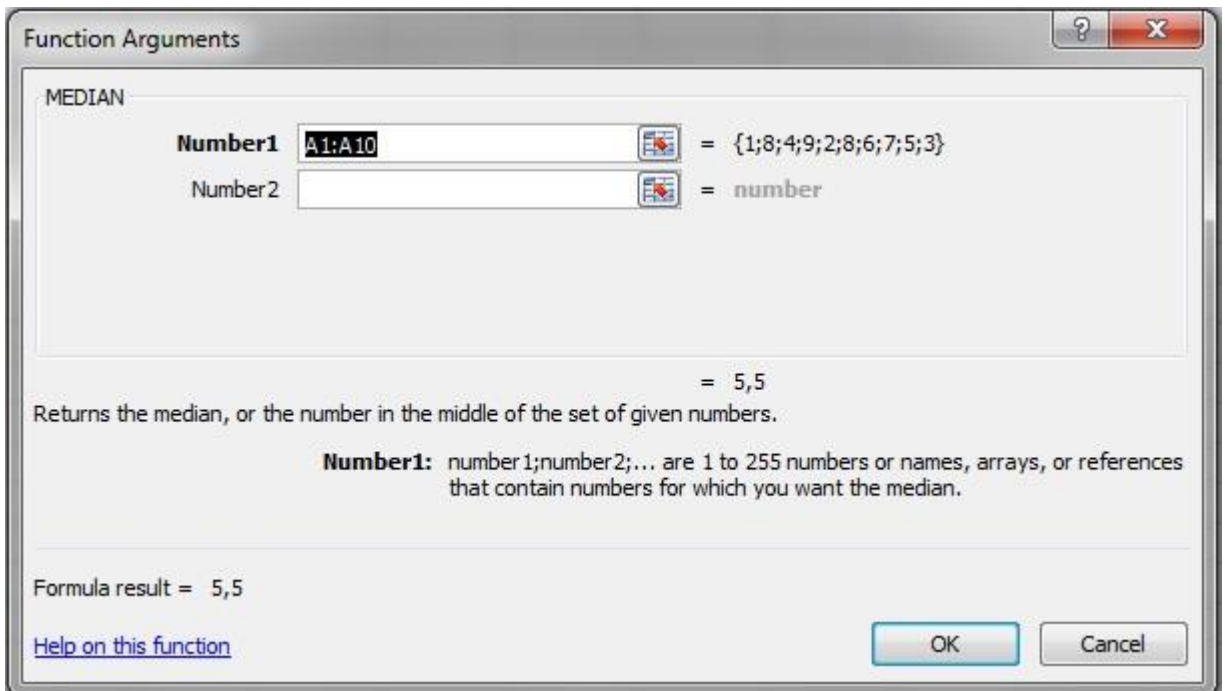 Function Arguments
MEDIAN
Number1 A1:A10 = {1;8;4;9;2;8;6;7;5;3}
Number2 = number
= 5,5
Returns the median, or the number in the middle of the set of given numbers.
Number1: number1;number2;... are 1 to 255 numbers or names, arrays, or references
that contain numbers for which you want the median.
Formula result = 5,5
Help on this function
OK Cancel